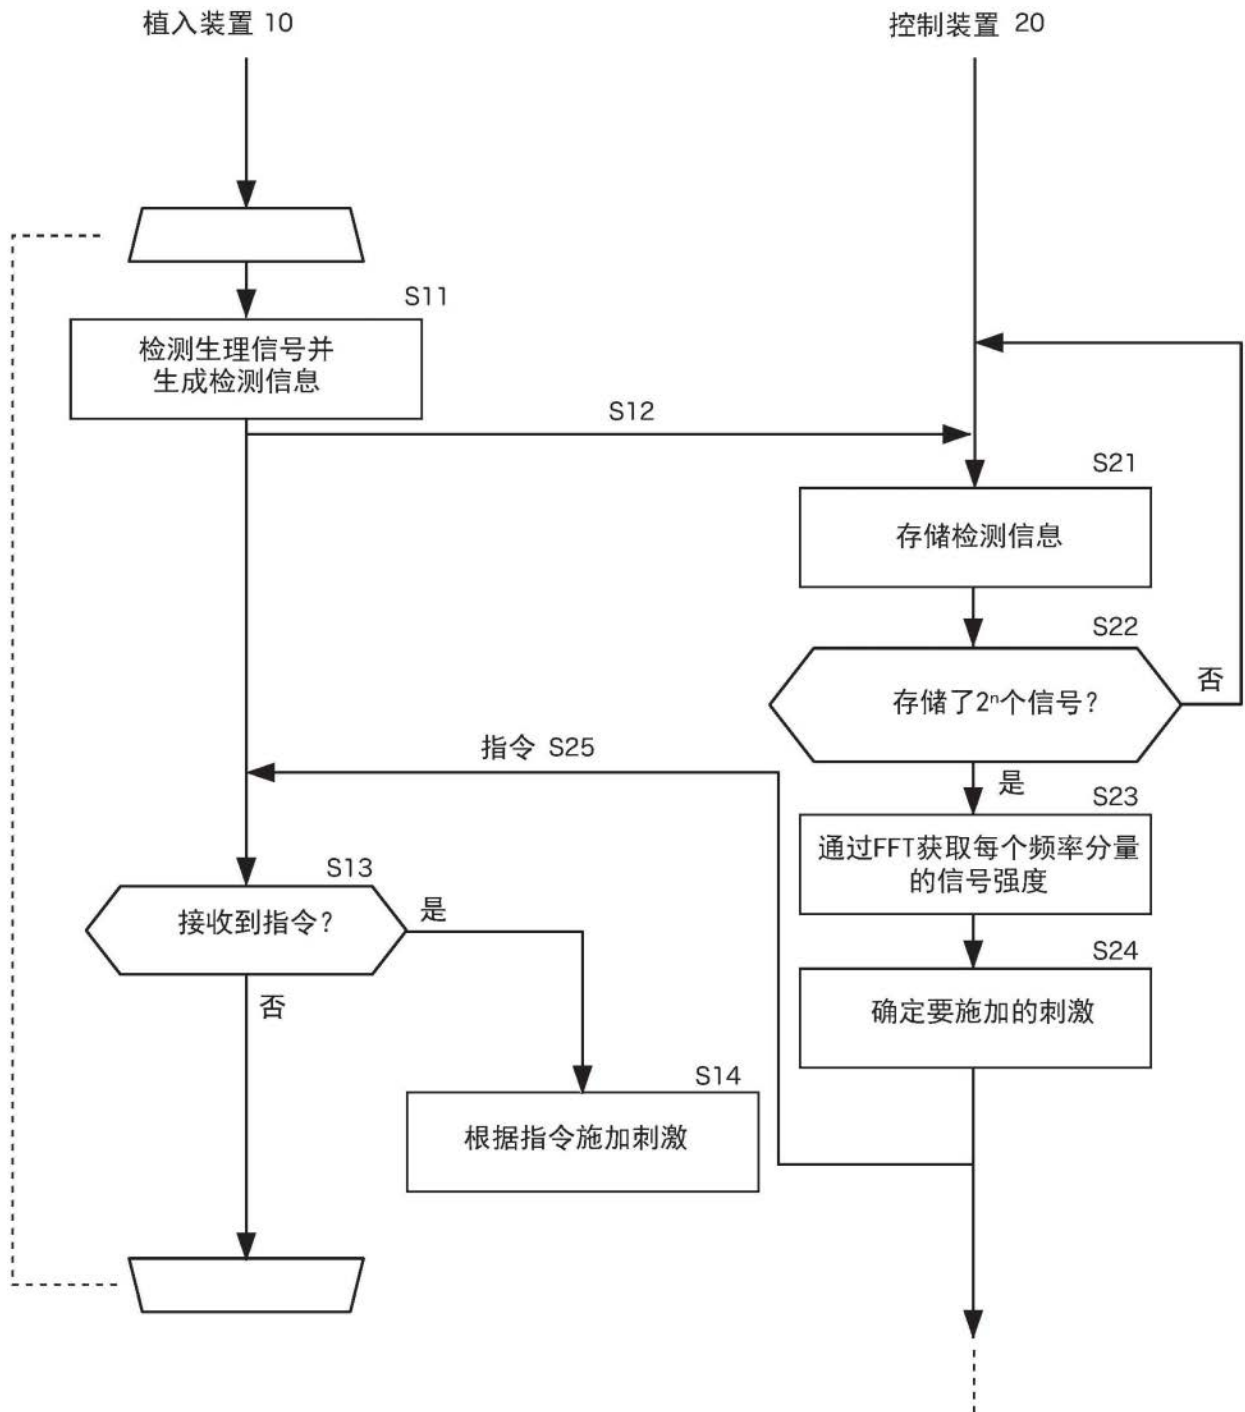 植入装置 10
控制装置 20
S11
检测生理信号并
生成检测信息
S12
S21
存储检测信息
S22
存储了2ⁿ个信号？
否
指令 S25
是
S23
通过FFT获取每个频率分量
的信号强度
S13
接收到指令？
是
否
S24
确定要施加的刺激
S14
根据指令施加刺激